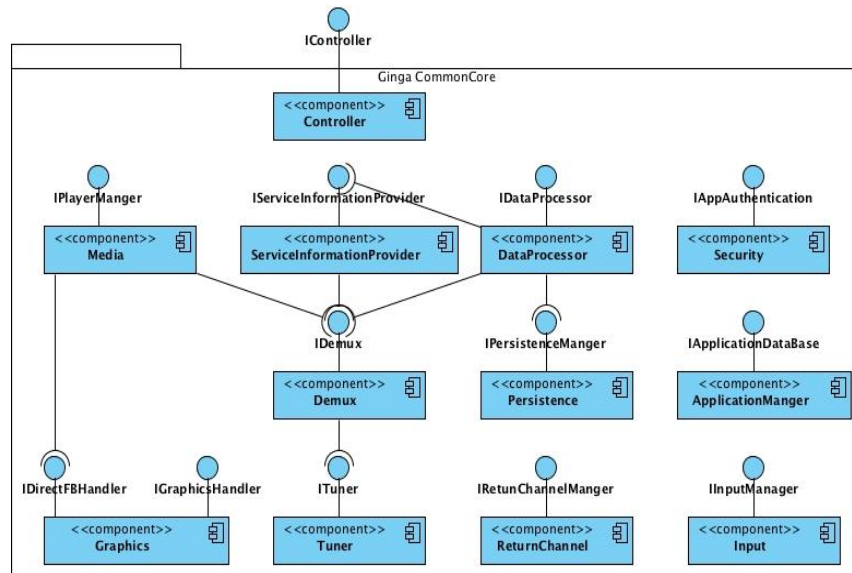 IController
Ginga CommonCore
<<component>>
Controller
IPlayerManger
IServiceInformationProvider
IDataProcessor
IAppAuthentication
<<component>>
Media
<<component>>
ServiceInformationProvider
<<component>>
DataProcessor
<<component>>
Security
IDemux
IPersistenceManger
IApplicationDataBase
<<component>>
Demux
<<component>>
Persistence
<<component>>
ApplicationManger
IDirectFBHandler
IGraphicsHandler
ITuner
IRetunChannelManger
IInputManager
<<component>>
Graphics
<<component>>
Tuner
<<component>>
ReturnChannel
<<component>>
Input